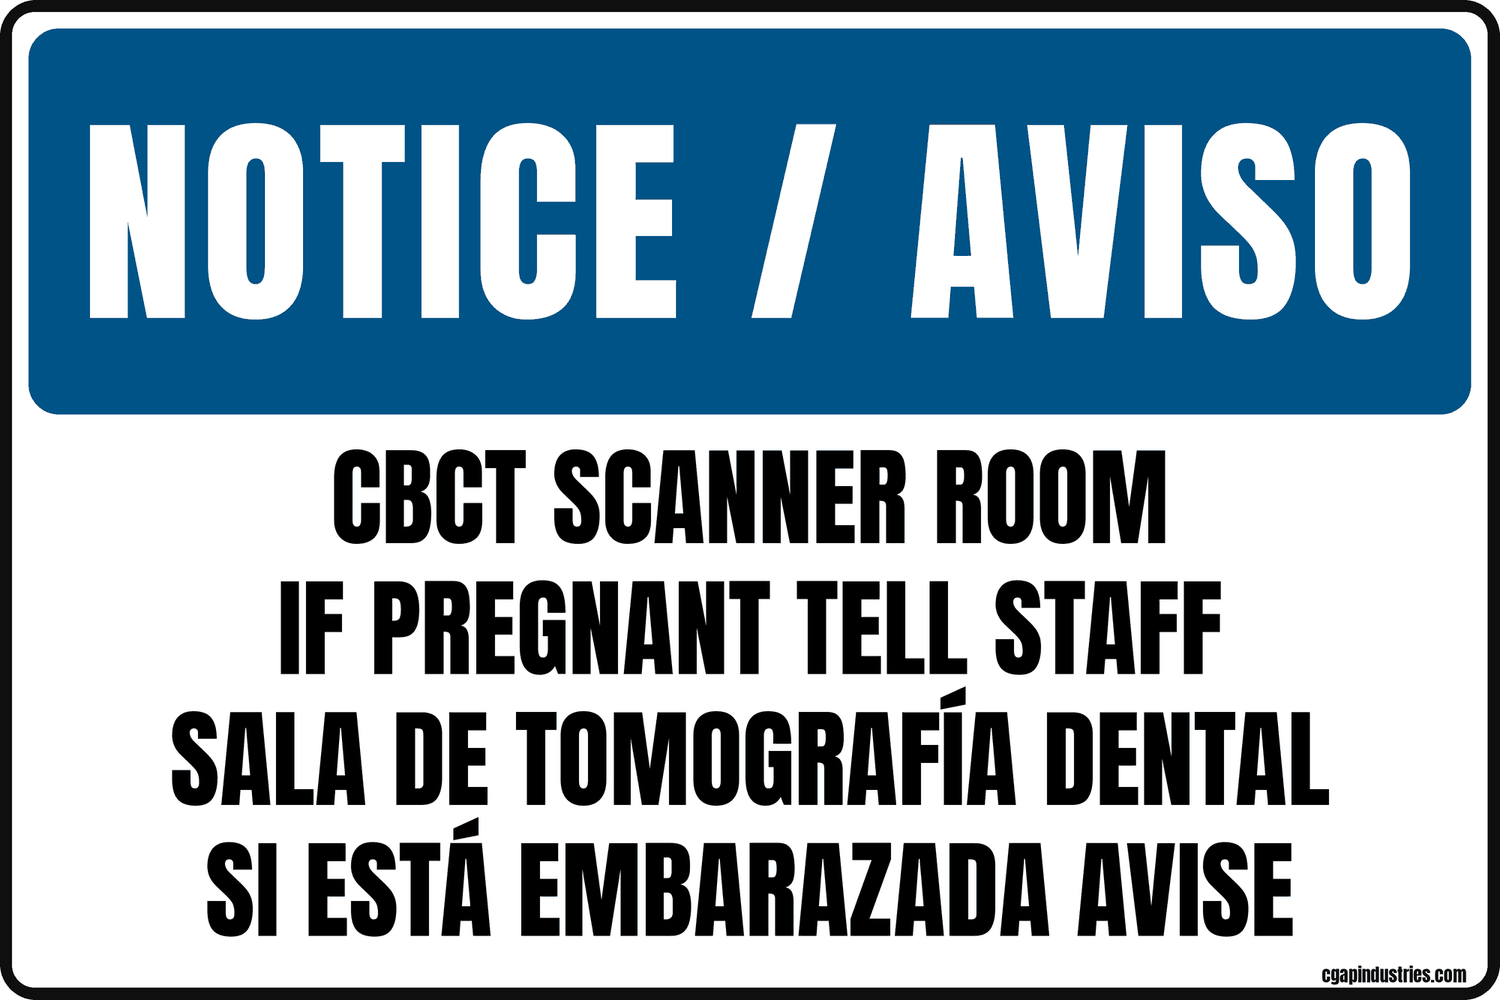 NOTICE / AVISO
CBCT SCANNER ROOM
IF PREGNANT TELL STAFF
SALA DE TOMOGRAFÍA DENTAL
SI ESTÁ EMBARAZADA AVISE
cgapindustries.com